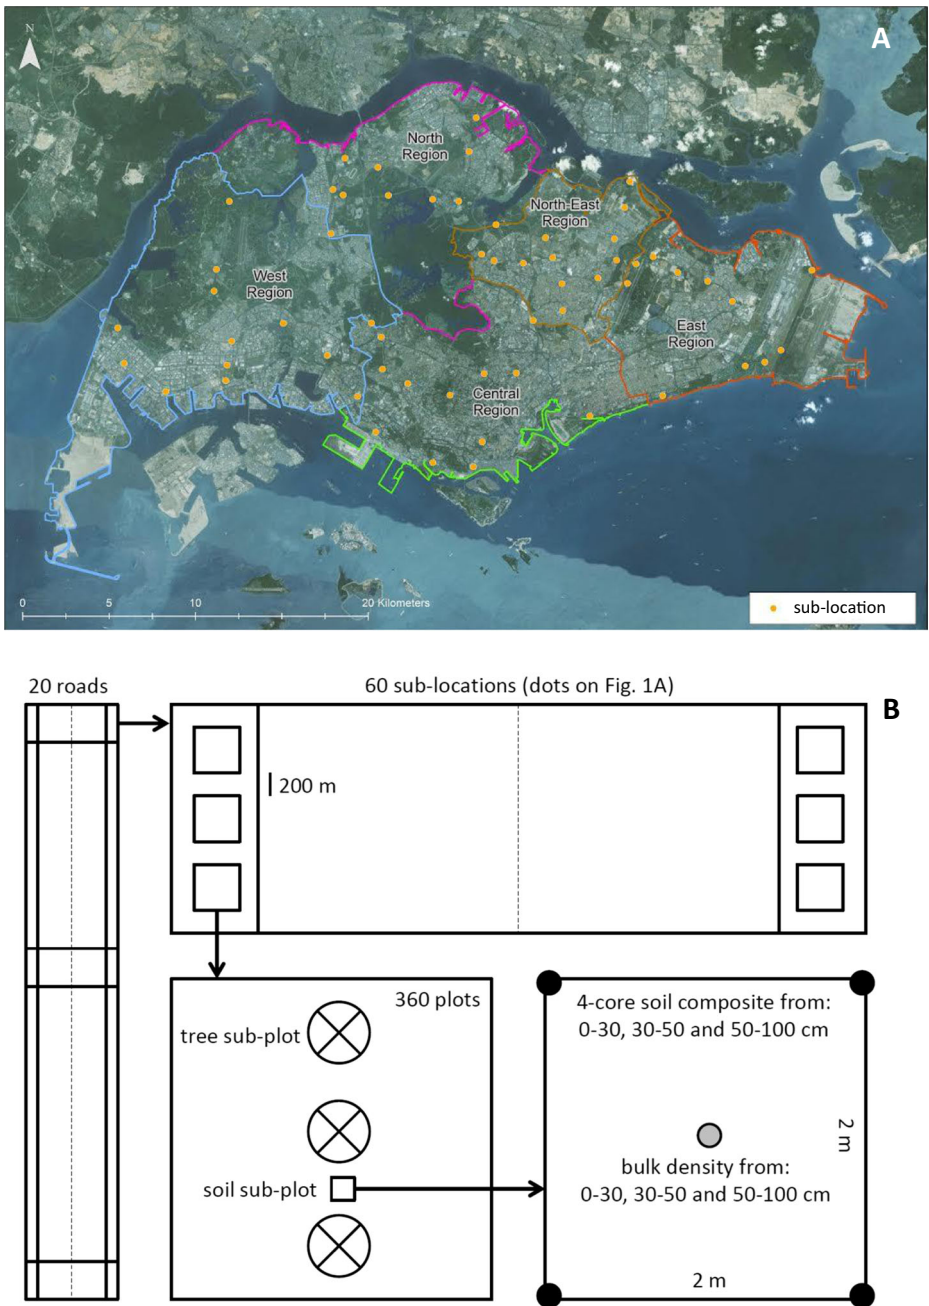 A
N
North
Region
North-East
Region
West
Region
East
Region
Central
Region
0 5 10 20 Kilometers
sub-location
20 roads
60 sub-locations (dots on Fig. 1A)
B
200 m
360 plots
tree sub-plot
soil sub-plot
4-core soil composite from:
0-30, 30-50 and 50-100 cm
2 m
bulk density from:
0-30, 30-50 and 50-100 cm
2 m